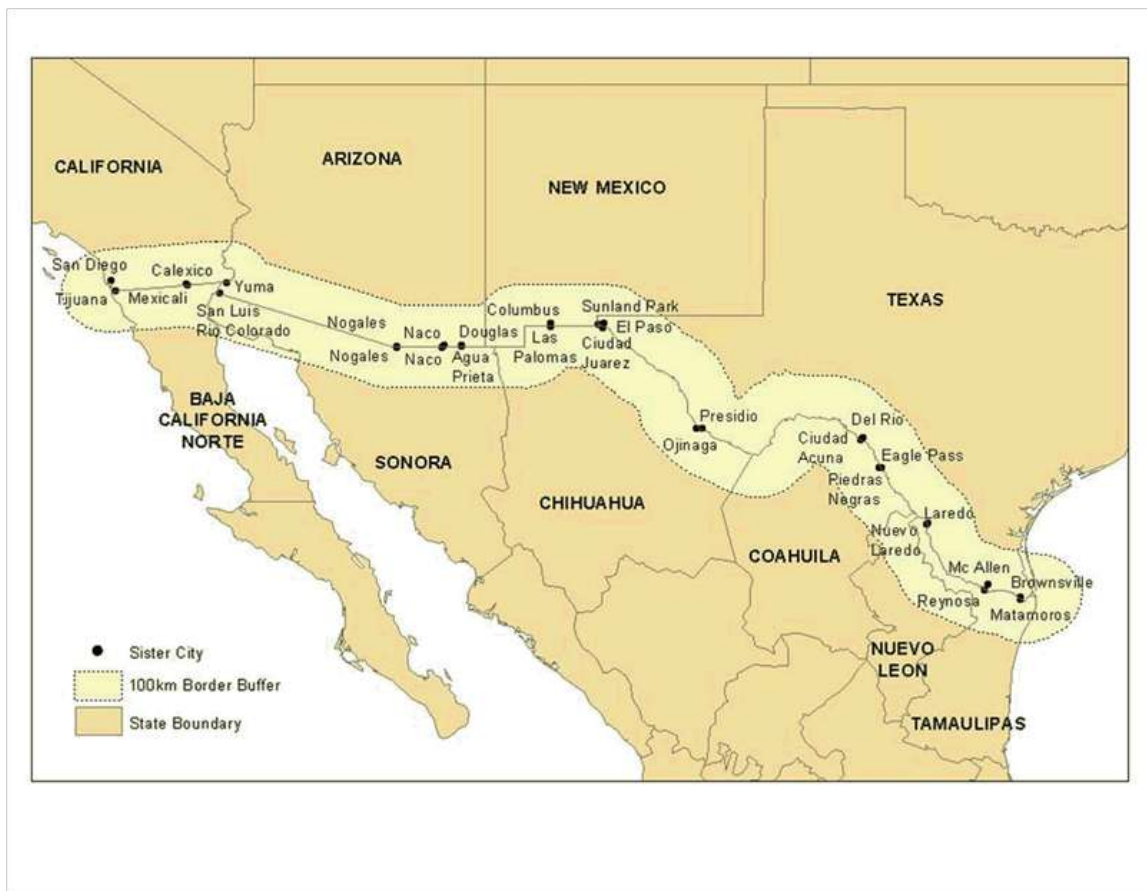 CALIFORNIA
ARIZONA
NEW MEXICO
TEXAS
San Diego
Calexico
Yuma
Tijuana
Mexicali
San Luis
Rio Colorado
Nogales
Nogales
Naco
Naco
Douglas
Agua
Prieta
Columbus
Las
Palomas
Sunland Park
El Paso
Ciudad
Juarez
Presidio
Ojinaga
Del Rio
Ciudad
Acuna
Eagle Pass
Piedras
Negras
Laredo
Nuevo
Laredo
Mc Allen
Reynosa
Brownsville
Matamoros
BAJA
CALIFORNIA
NORTE
SONORA
CHIHUAHUA
COAHUILA
NUEVO
LEON
TAMAULIPAS
Sister City
100km Border Buffer
State Boundary